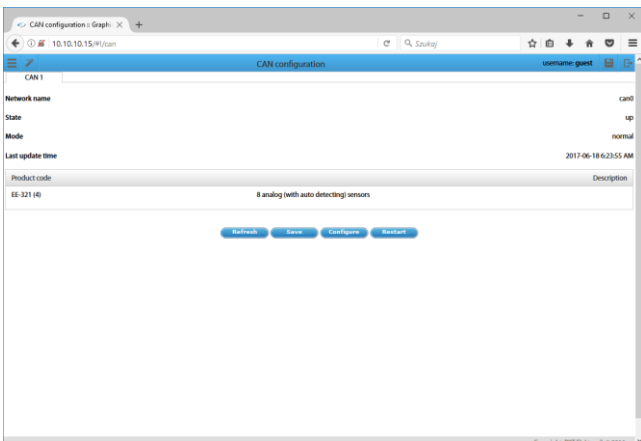 CAN configuration :: Graphi
10.10.10.15/#!/can
Szukaj
CAN configuration
username: guest
CAN 1
Network name can0
State up
Mode normal
Last update time 2017-06-18 6:23:55 AM
Product code Description
EE-321 (4) 8 analog (with auto detecting) sensors
Refresh Save Configure Restart